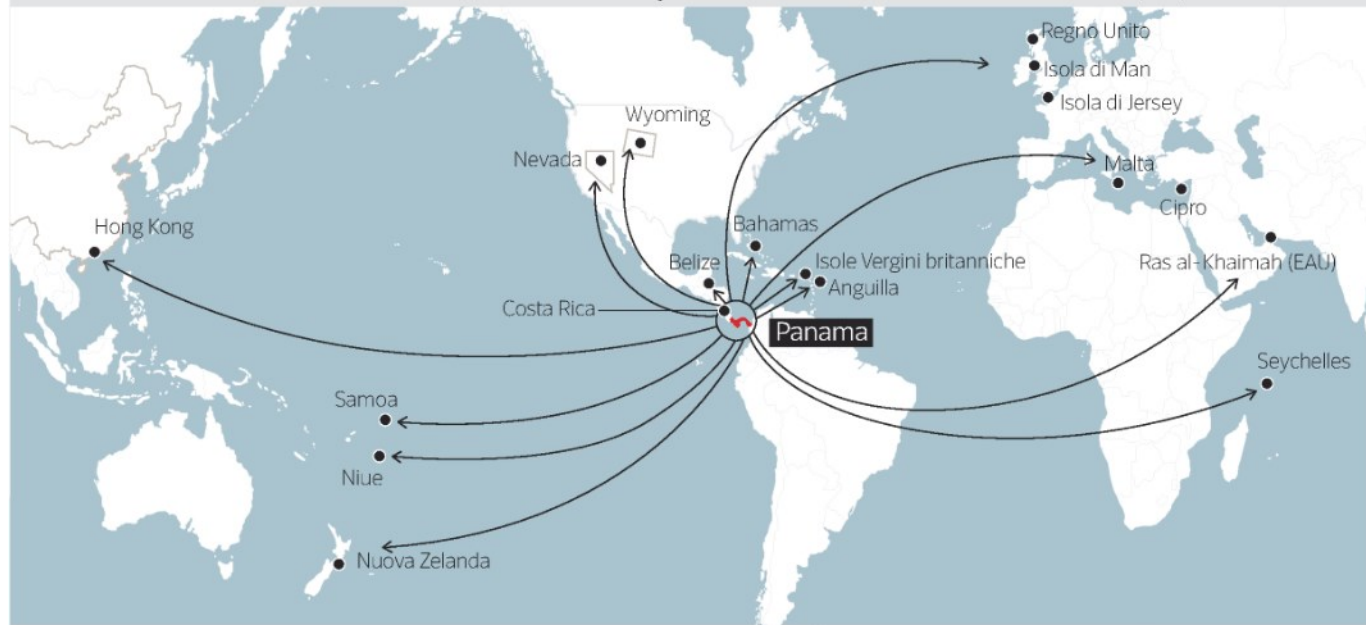 Regno Unito
Isola di Man
Isola di Jersey
Wyoming
Nevada
Malta
Cipro
Hong Kong
Bahamas
Belize
Isole Vergini britanniche
Anguilla
Ras al-Khaimah (EAU)
Costa Rica
Panama
Seychelles
Samoa
Niue
Nuova Zelanda